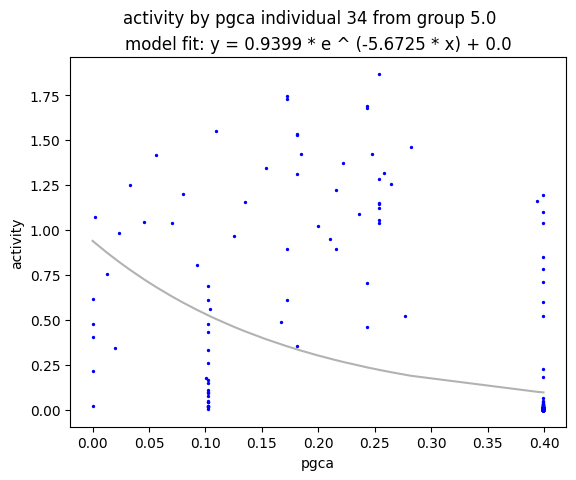 activity by pgca individual 34 from group 5.0
model fit: y = 0.9399 * e ^ (-5.6725 * x) + 0.0
activity
1.75
1.50
1.25
1.00
0.75
0.50
0.25
0.00
0.00 0.05 0.10 0.15 0.20 0.25 0.30 0.35 0.40
pgca